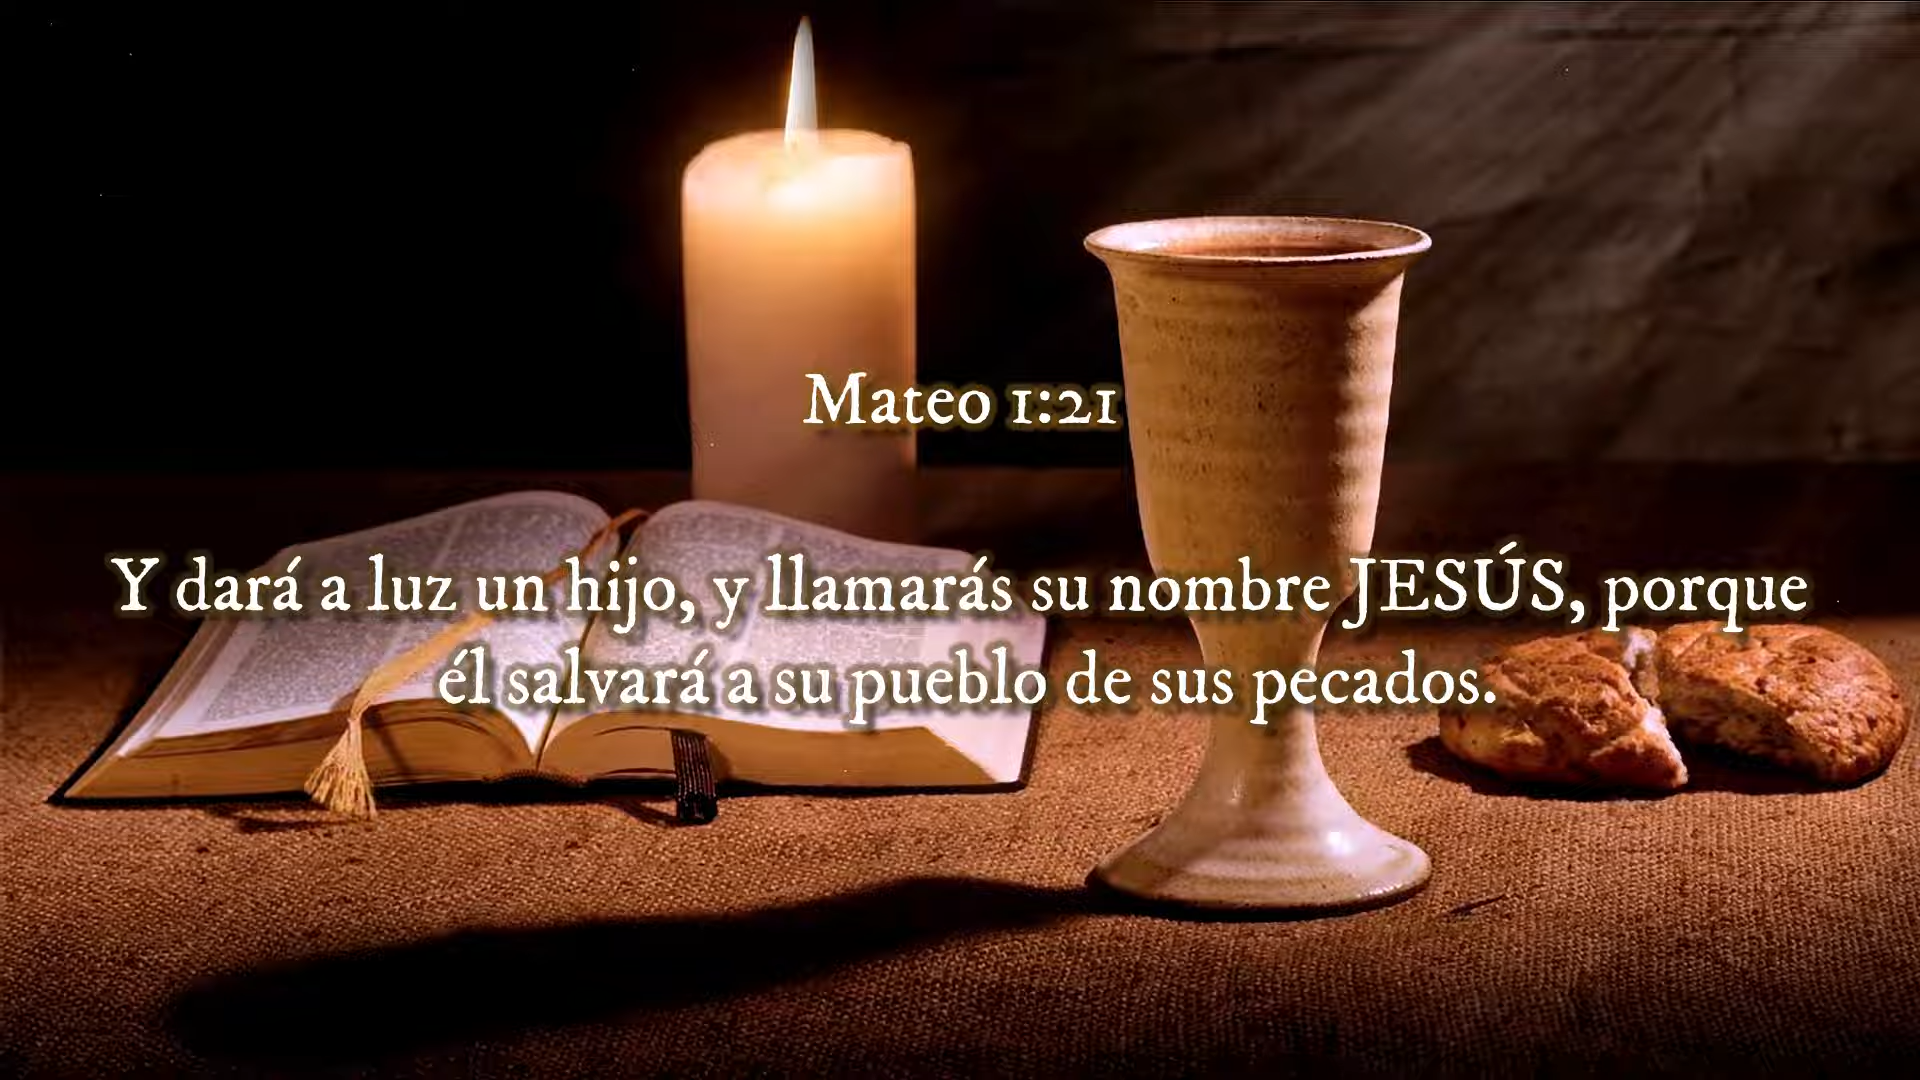 Mateo 1:21
Y dará a luz un hijo, y llamarás su nombre JESÚS, porque
él salvará a su pueblo de sus pecados.